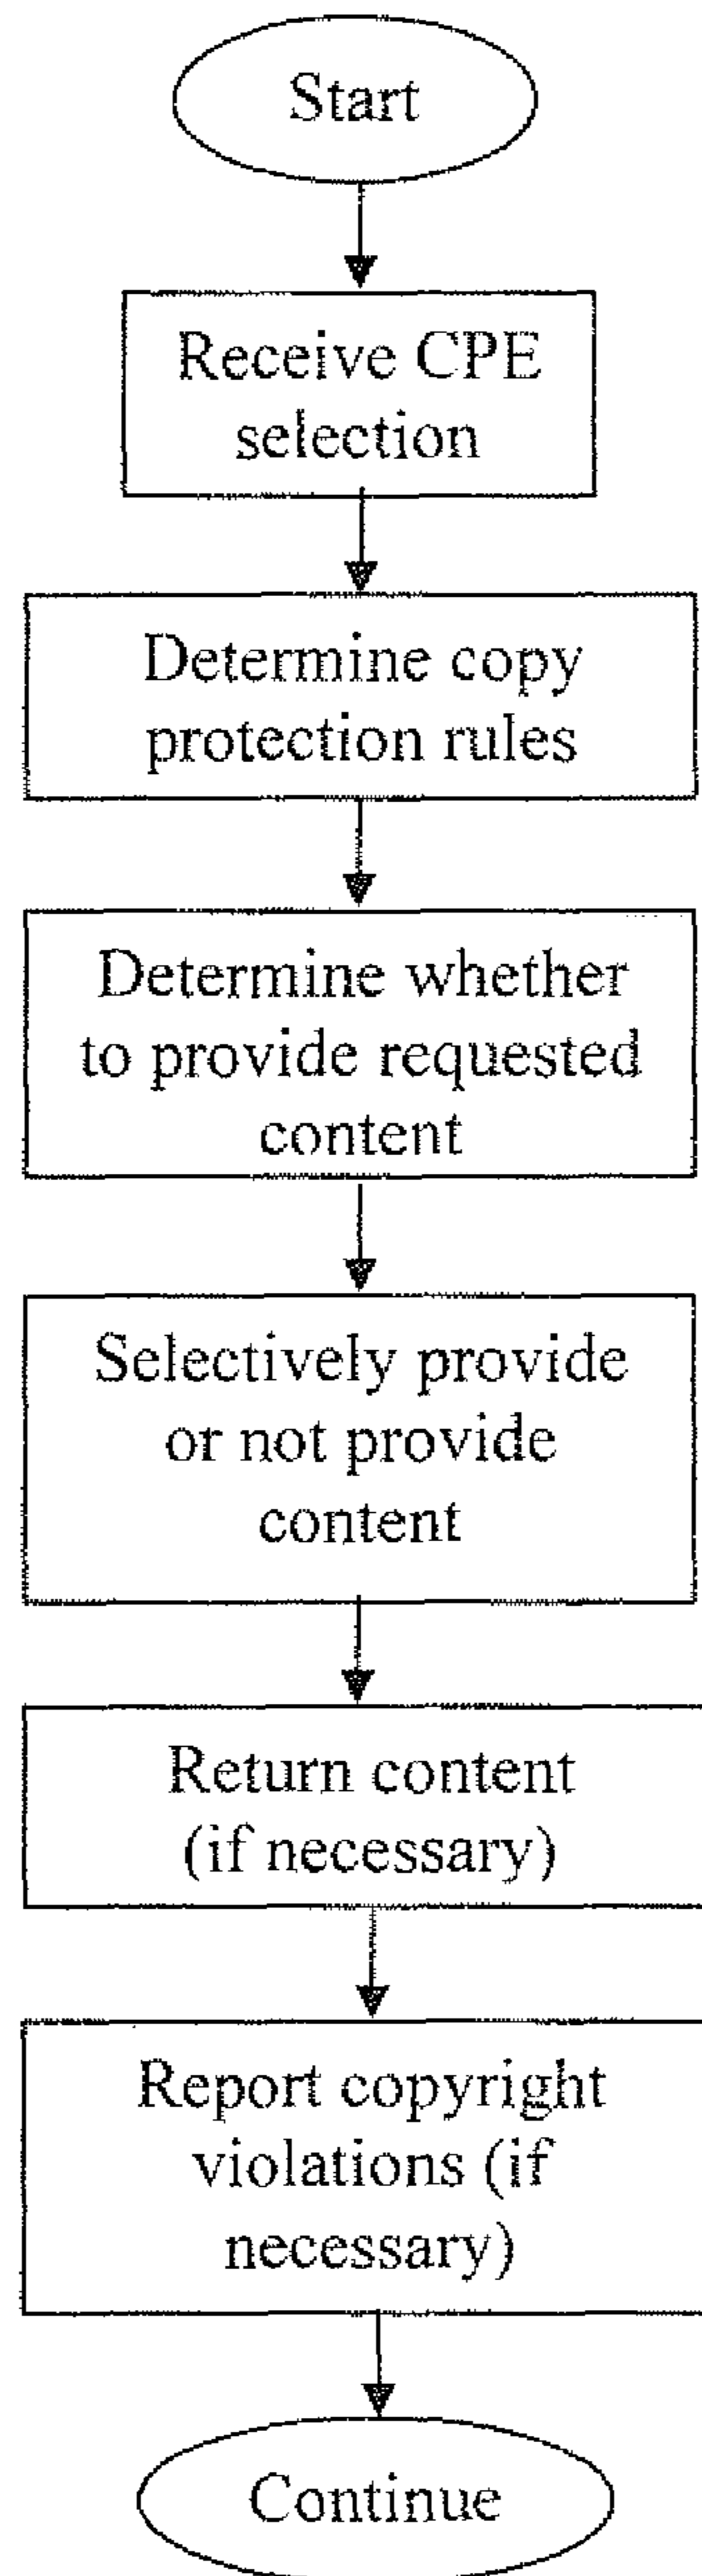 Start
Receive CPE
selection
Determine copy
protection rules
Determine whether
to provide requested
content
Selectively provide
or not provide
content
Return content
(if necessary)
Report copyright
violations (if
necessary)
Continue